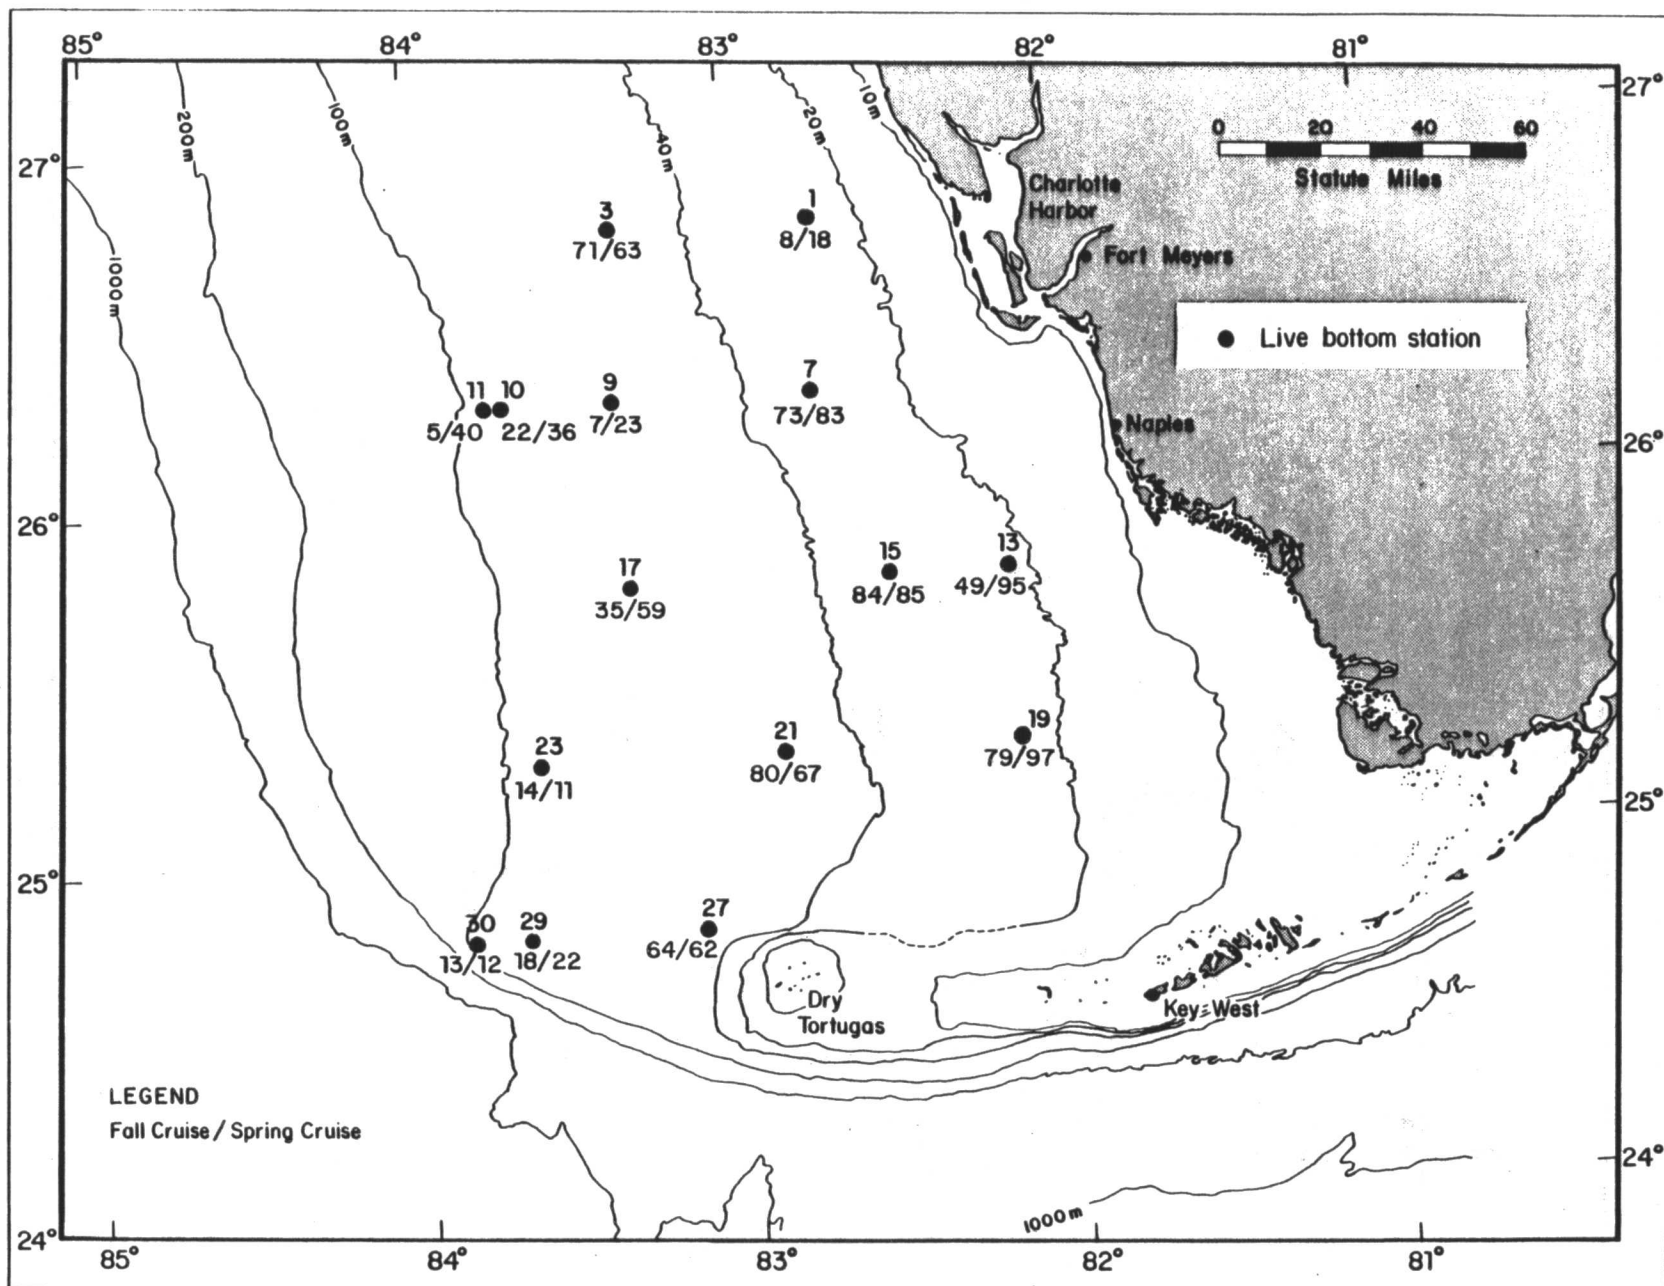 85° 84° 83° 82° 81°
27°
10m
20m
40m
100m
200m
0 20 40 60
Statute Miles
27°
Charlotte
Harbor
1
8/18
3
71/63
Fort Meyers
1000m
Live bottom station
7
73/83
9
7/23
11 10
5/40 22/36
Naples
26°
26°
13
49/95
15
84/85
17
35/59
19
79/97
21
80/67
23
14/11
25°
25°
27
64/62
30 29
13/12 18/22
Dry
Tortugas
Key West
LEGEND
Fall Cruise / Spring Cruise
24°
1000m
24°
85° 84° 83° 82° 81°